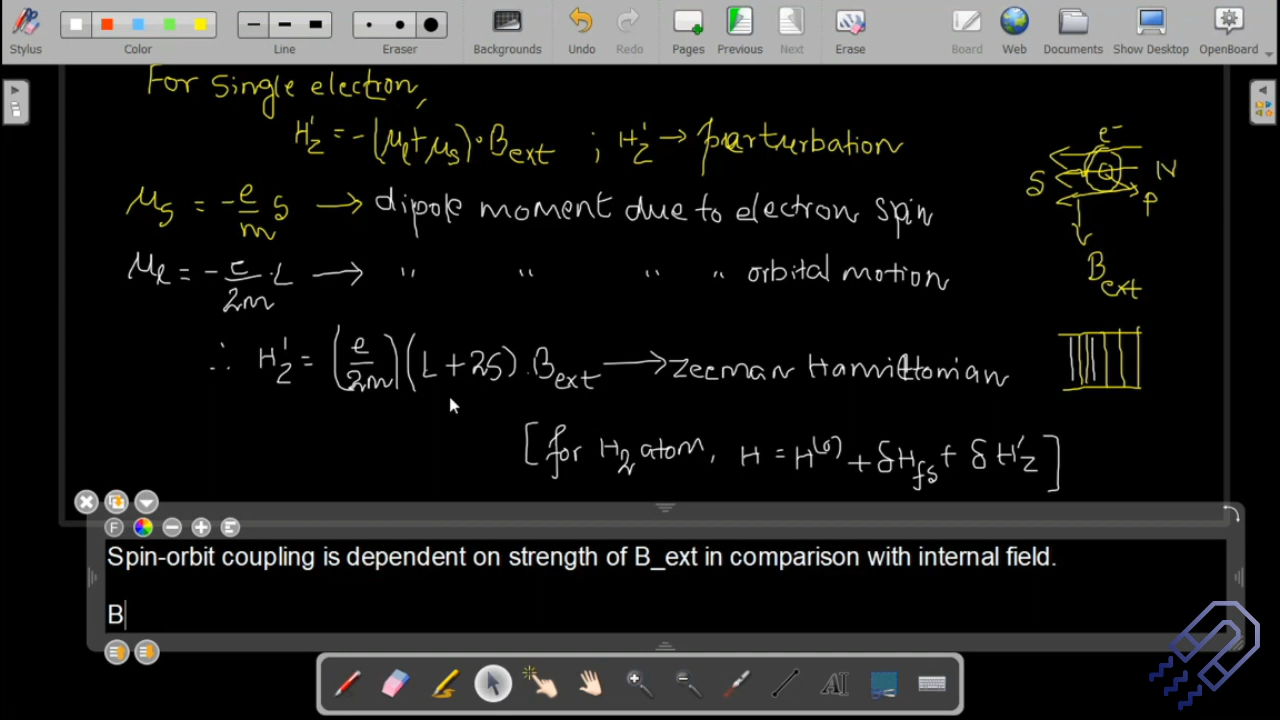 Stylus Color Line Eraser Backgrounds Undo Redo Pages Previous Next Erase Board Web Documents Show Desktop OpenBoard
For single electron,
H'z = -(μl+μs)·Bext ; H'z → perturbation
μs = -e/m S → dipole moment due to electron spin
μl = -e/2m · L → " " " " orbital motion
∴ H'z = (e/2m)(L+2S).Bext → Zeeman Hamiltonian
[for H2 atom, H = H(0) + δHfs + δH'z]
e-
S N
P
Bext
Spin-orbit coupling is dependent on strength of B_ext in comparison with internal field.
B